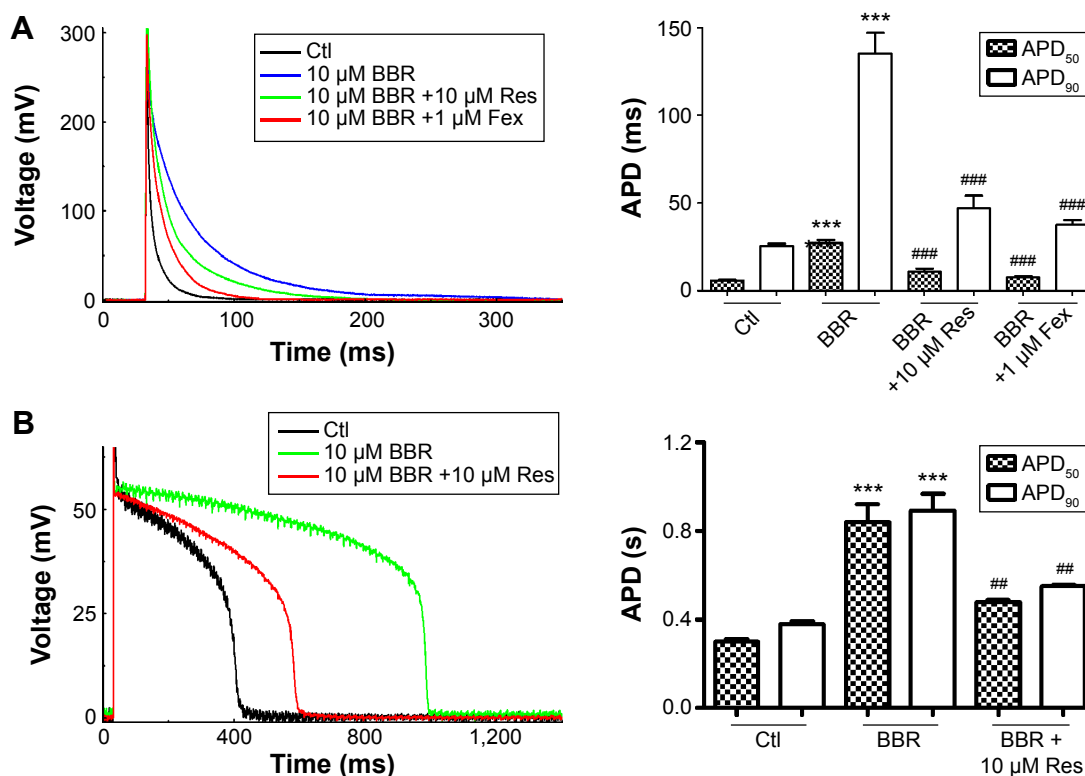 A
Voltage (mV)
300
200
100
0
0
100
200
300
Time (ms)
Ctl
10 µM BBR
10 µM BBR +10 µM Res
10 µM BBR +1 µM Fex
APD (ms)
150
100
50
0
***
***
***
###
###
###
###
APD50
APD90
Ctl
BBR
BBR
+10 µM Res
BBR
+1 µM Fex
B
Voltage (mV)
50
25
0
0
400
800
1,200
Time (ms)
Ctl
10 µM BBR
10 µM BBR +10 µM Res
APD (s)
1.2
0.8
0.4
0.0
***
***
##
##
APD50
APD90
Ctl
BBR
BBR +
10 µM Res